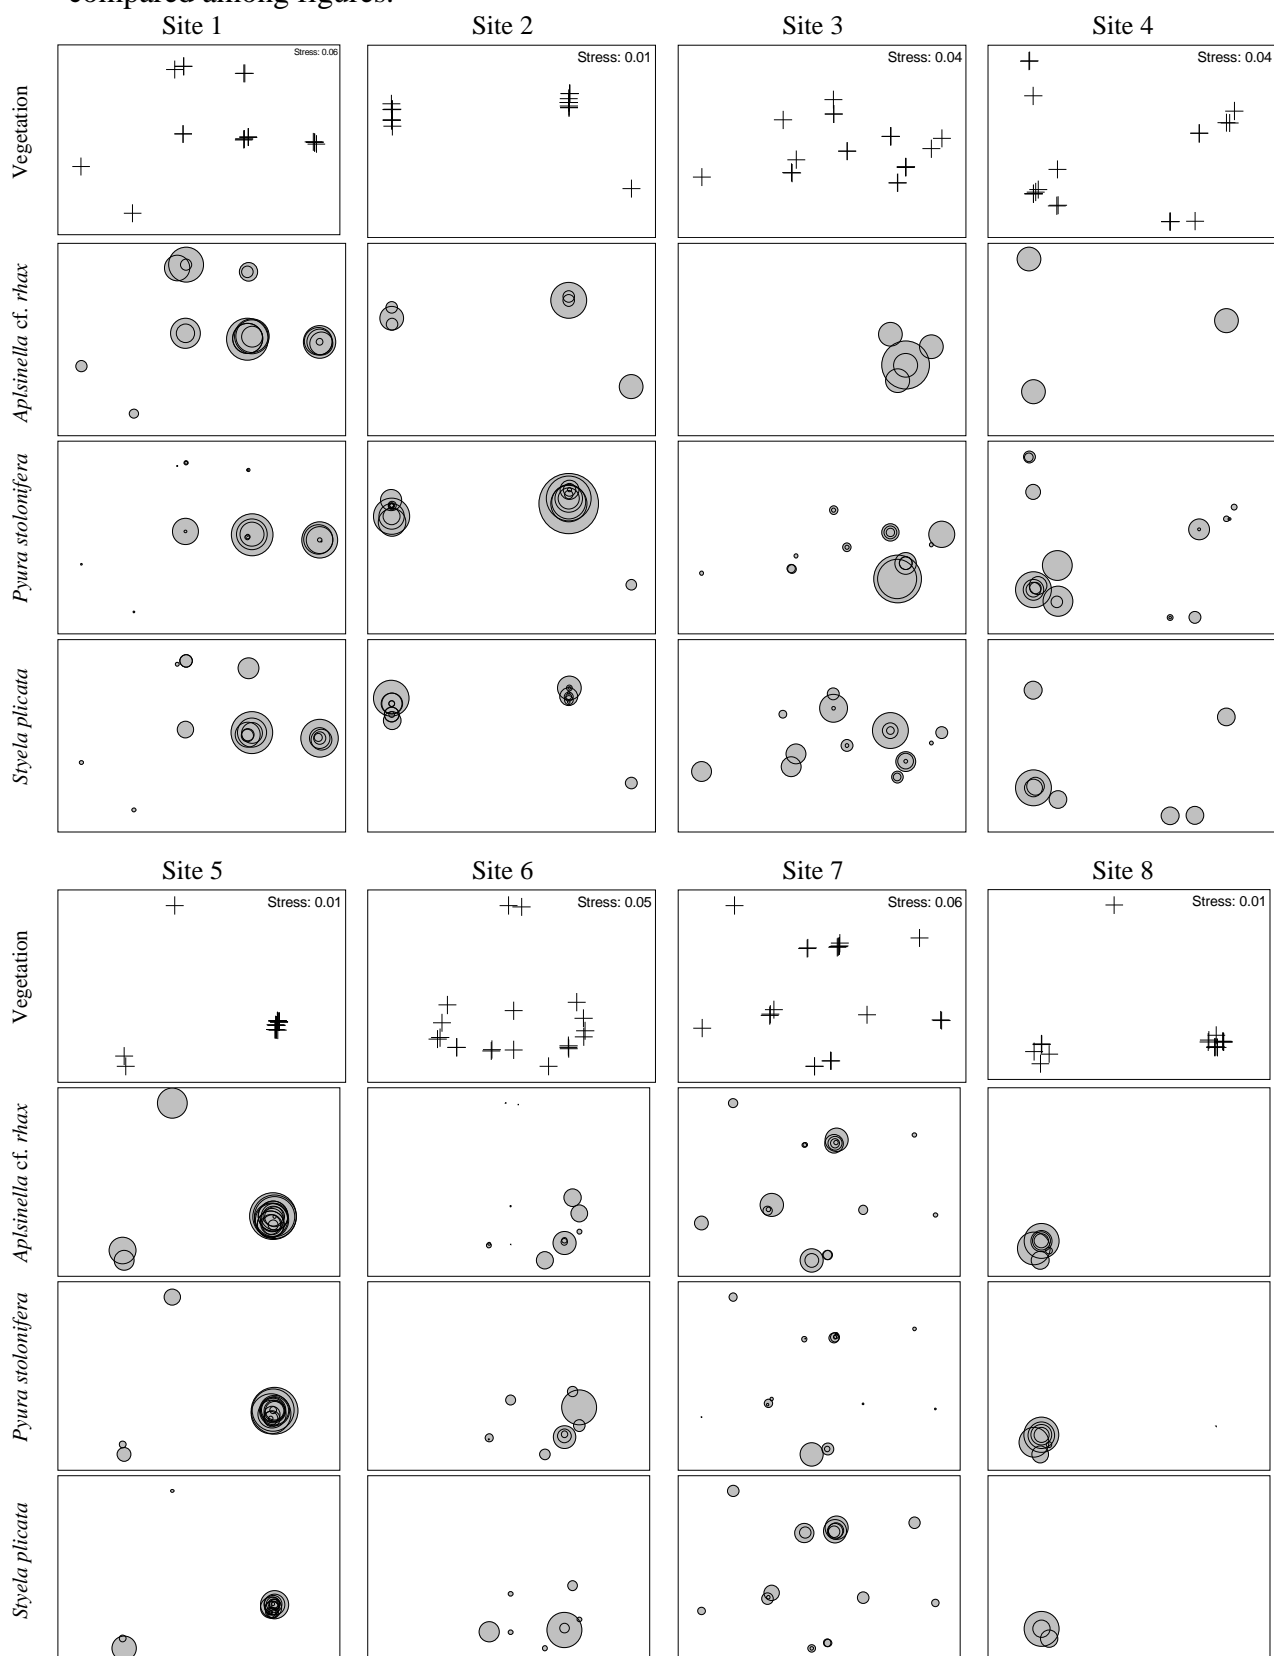 compared among figures.
Site 1 Site 2 Site 3 Site 4
Vegetation
Stress: 0.06 Stress: 0.01 Stress: 0.04 Stress: 0.04
Aplsinella cf. rhax
Pyura stolonifera
Styela plicata
Site 5 Site 6 Site 7 Site 8
Vegetation
Stress: 0.01 Stress: 0.05 Stress: 0.06 Stress: 0.01
Aplsinella cf. rhax
Pyura stolonifera
Styela plicata